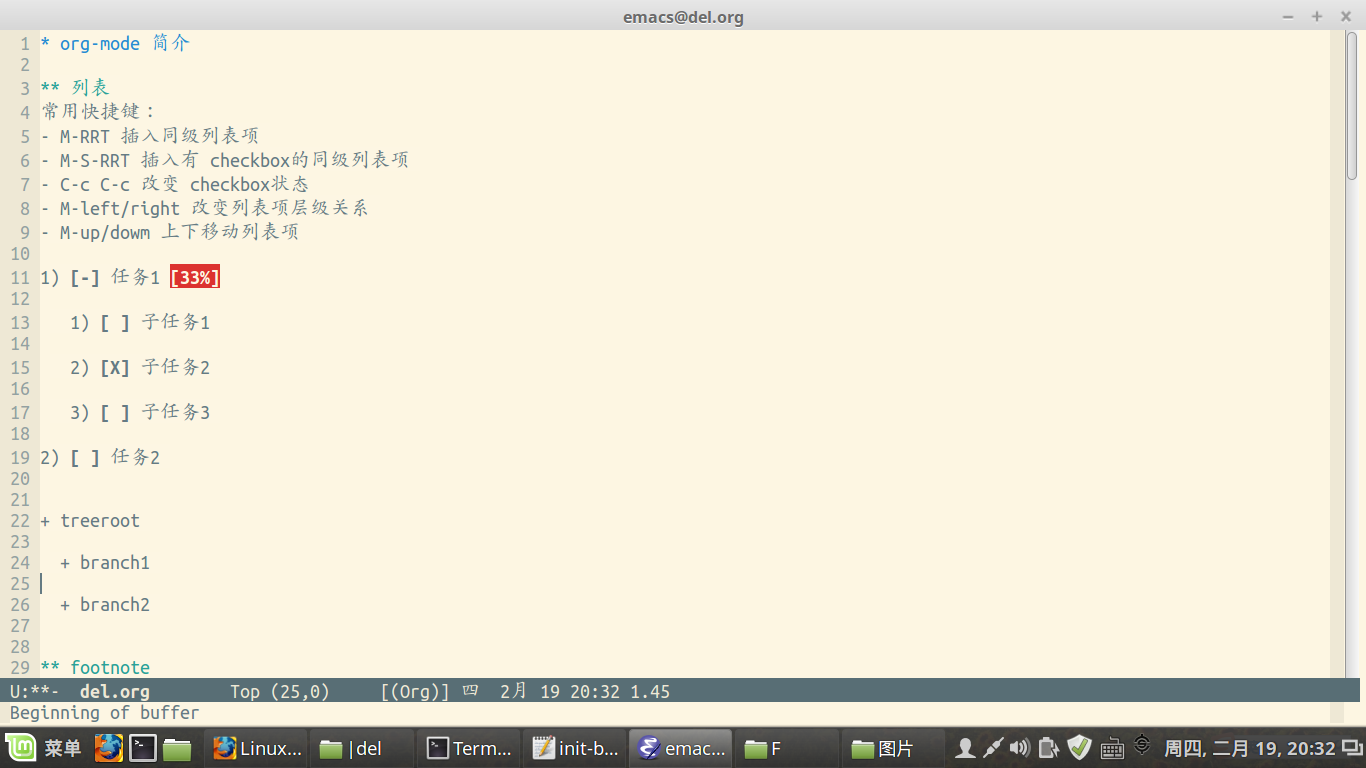 emacs@del.org
1 * org-mode 简介
2
3 ** 列表
4 常用快捷键：
5 - M-RRT 插入同级列表项
6 - M-S-RRT 插入有 checkbox的同级列表项
7 - C-c C-c 改变 checkbox状态
8 - M-left/right 改变列表项层级关系
9 - M-up/dowm 上下移动列表项
10
11 1) [-] 任务1 [33%]
12
13 1) [ ] 子任务1
14
15 2) [X] 子任务2
16
17 3) [ ] 子任务3
18
19 2) [ ] 任务2
20
21
22 + treeroot
23
24 + branch1
25
26 + branch2
27
28
29 ** footnote
U:**- del.org Top (25,0) [(Org)] 四 2月 19 20:32 1.45
Beginning of buffer
菜单 Linux... |del Term... init-b... emac... F 图片 周四, 二月 19, 20:32